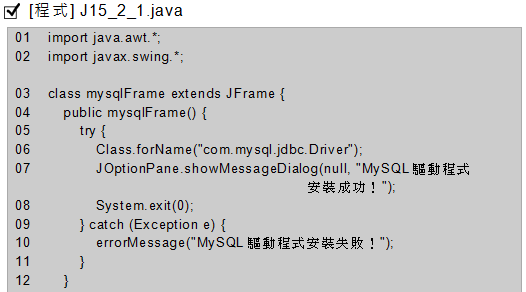 [程式] J15_2_1.java
01 import java.awt.*;
02 import javax.swing.*;
03 class mysqlFrame extends JFrame {
04 public mysqlFrame() {
05 try {
06 Class.forName("com.mysql.jdbc.Driver");
07 JOptionPane.showMessageDialog(null, "MySQL 驅動程式
安裝成功！");
08 System.exit(0);
09 } catch (Exception e) {
10 errorMessage("MySQL 驅動程式安裝失敗！");
11 }
12 }